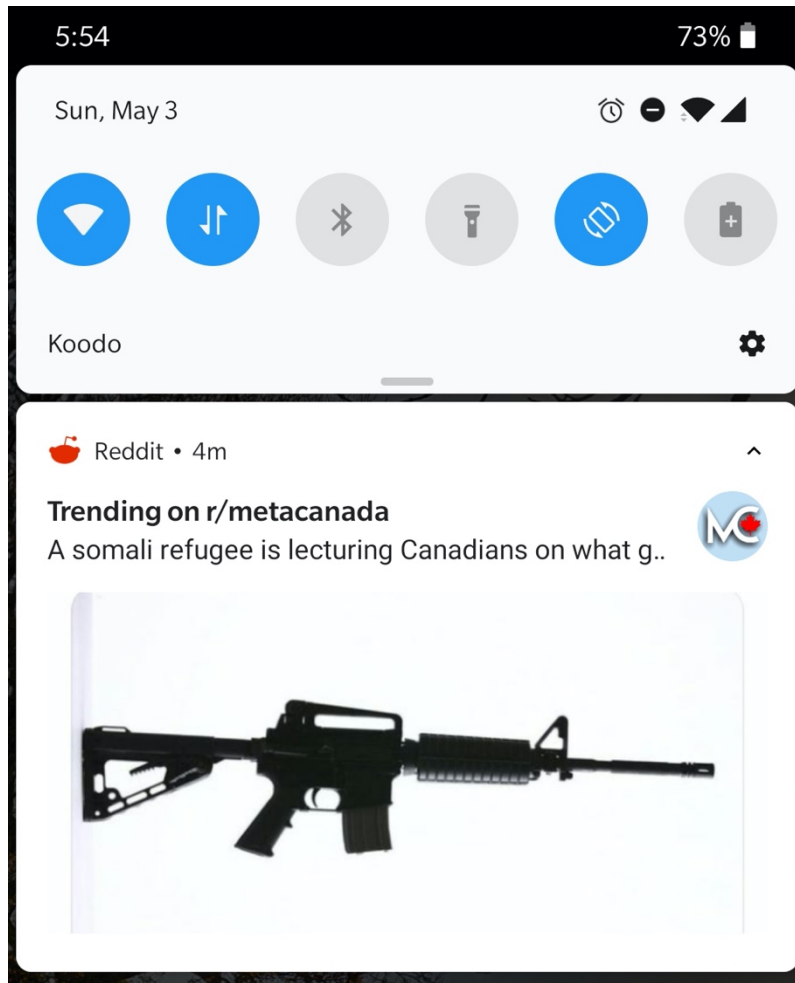 5:54 73%
Sun, May 3
Koodo
Reddit • 4m
Trending on r/metacanada
MC
A somali refugee is lecturing Canadians on what g..